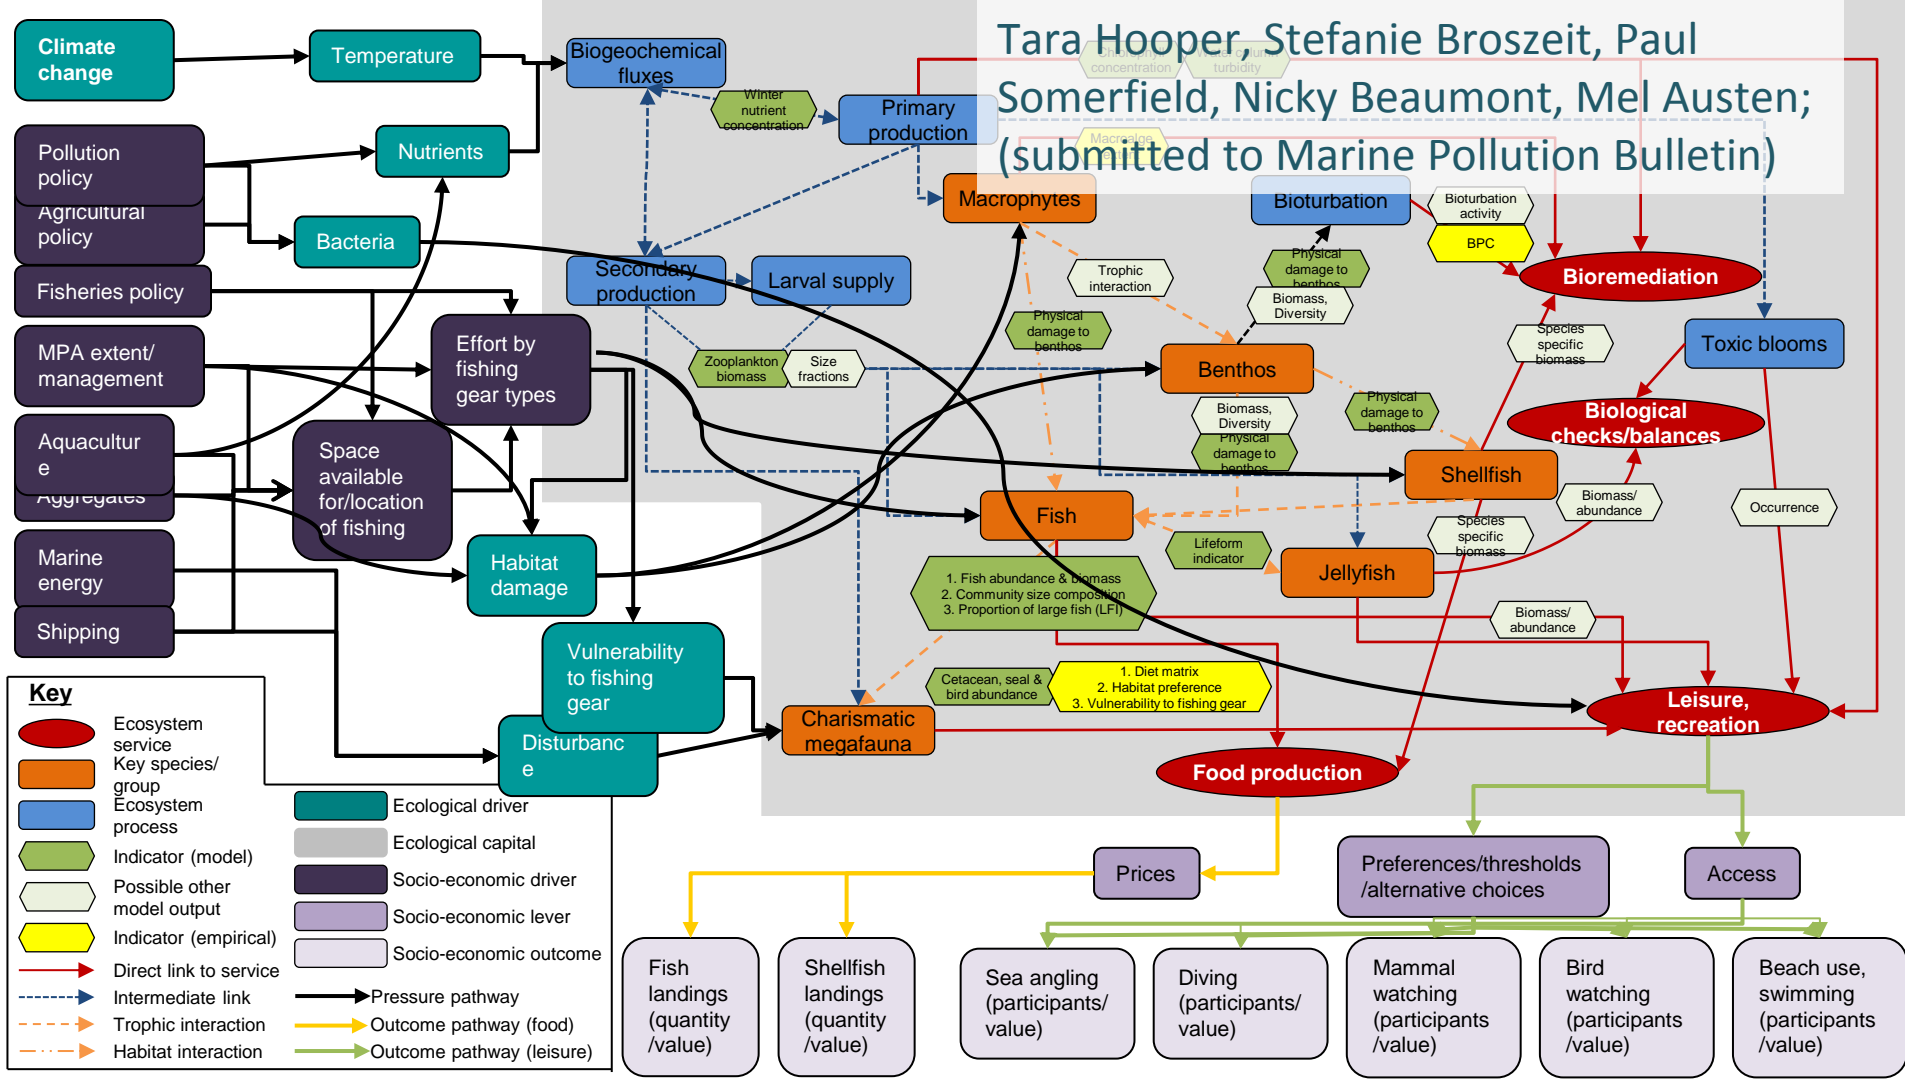 Tara Hooper, Stefanie Broszeit, Paul
Somerfield, Nicky Beaumont, Mel Austen;
(submitted to Marine Pollution Bulletin)
Climate
change
Temperature
Biogeochemical
fluxes
Winter
nutrient
concentration
Primary
production
Chlorophyll
concentration
Water column
turbidity
Macroalgae
Pollution
policy
Nutrients
Agricultural
policy
Bacteria
Macrophytes
Bioturbation
Bioturbation
activity
BPC
Fisheries policy
Secondary
production
Larval supply
Trophic
interaction
Physical
damage to
benthos
Biomass,
Diversity
Bioremediation
MPA extent/
management
Effort by
fishing
gear types
Physical
damage to
benthos
Zooplankton
biomass
Size
fractions
Benthos
Species
specific
biomass
Toxic blooms
Biomass,
Diversity
Physical
damage to
benthos
Physical
damage to
benthos
Biological
checks/balances
Aquacultur
e
Aggregates
Space
available
for/location
of fishing
Shellfish
Fish
Biomass/
abundance
Occurrence
Species
specific
biomass
Marine
energy
Habitat
damage
Lifeform
indicator
Jellyfish
1. Fish abundance & biomass
2. Community size composition
3. Proportion of large fish (LFI)
Biomass/
abundance
Shipping
Vulnerability
to fishing
gear
Cetacean, seal &
bird abundance
1. Diet matrix
2. Habitat preference
3. Vulnerability to fishing gear
Disturbanc
e
Charismatic
megafauna
Leisure,
recreation
Food production
Key
Ecosystem
service
Key species/
group
Ecosystem
process
Indicator (model)
Possible other
model output
Indicator (empirical)
Direct link to service
Intermediate link
Trophic interaction
Habitat interaction
Ecological driver
Ecological capital
Socio-economic driver
Socio-economic lever
Socio-economic outcome
Pressure pathway
Outcome pathway (food)
Outcome pathway (leisure)
Prices
Preferences/thresholds
/alternative choices
Access
Fish
landings
(quantity
/value)
Shellfish
landings
(quantity
/value)
Sea angling
(participants/
value)
Diving
(participants/
value)
Mammal
watching
(participants
/value)
Bird
watching
(participants
/value)
Beach use,
swimming
(participants
/value)